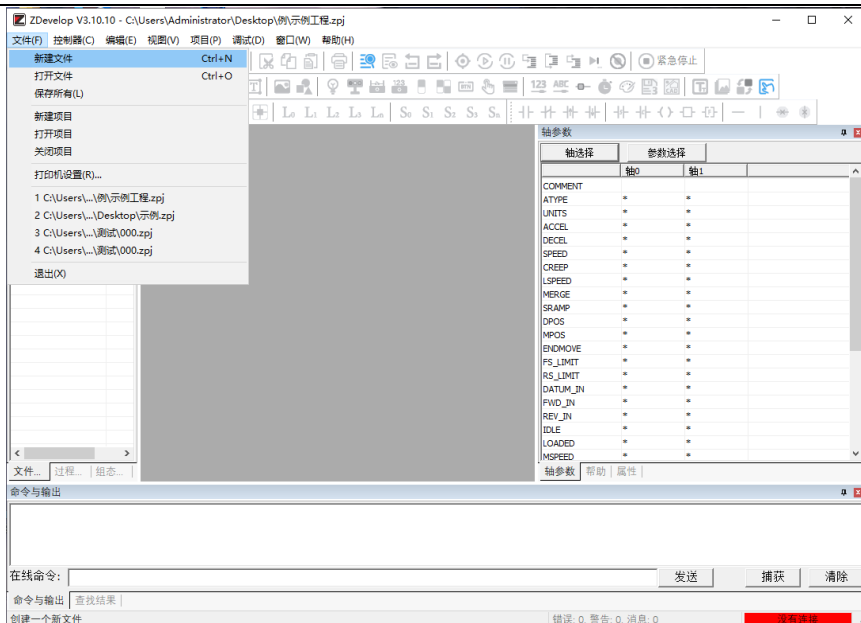 ZDevelop V3.10.10 - C:\Users\Administrator\Desktop\例\示例工程.zpj
文件(F) 控制器(C) 编辑(E) 视图(V) 项目(P) 调试(D) 窗口(W) 帮助(H)
新建文件 Ctrl+N
打开文件 Ctrl+O
保存所有(L)
新建项目
打开项目
关闭项目
打印机设置(R)...
1 C:\Users\...\例\示例工程.zpj
2 C:\Users\...\Desktop\示例.zpj
3 C:\Users\...\测试\000.zpj
4 C:\Users\...\测试\000.zpj
退出(X)
紧急停止
123 ABC
S₀ S₁ S₂ S₃ Sₙ
轴参数
轴选择 参数选择
轴0 轴1
COMMENT
ATYPE * *
UNITS * *
ACCEL * *
DECEL * *
SPEED * *
CREEP * *
LSPEED * *
MERGE * *
SRAMP * *
DPOS * *
MPOS * *
ENDMOVE * *
FS_LIMIT * *
RS_LIMIT * *
DATUM_IN * *
FWD_IN * *
REV_IN * *
IDLE * *
LOADED * *
MSPEED * *
文件... 过程... 组态...
轴参数 帮助 属性
命令与输出
在线命令: 发送 捕获 清除
命令与输出 查找结果
创建一个新文件 错误: 0, 警告: 0, 消息: 0 没有连接